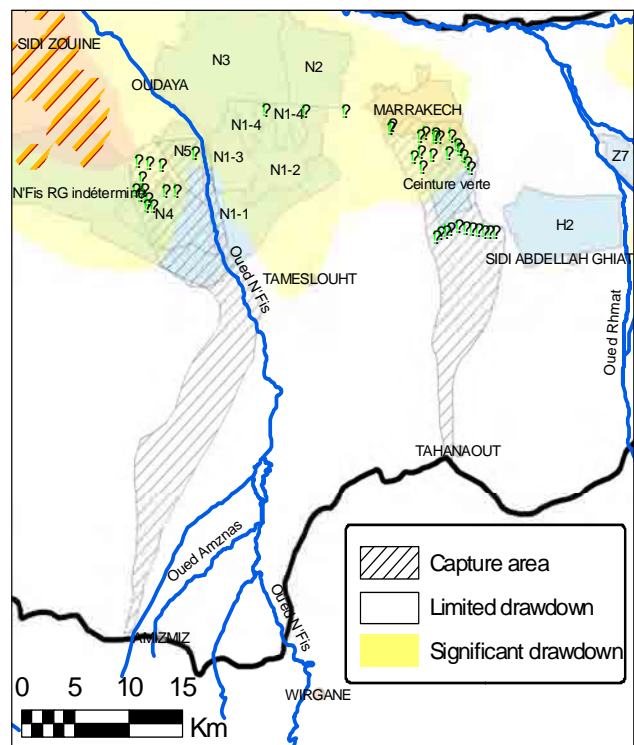 SIDI ZOUINE
N3
N2
OUDAYA
MARRAKECH
N1-4
N1-4
N5
N1-3
N1-2
Z7
Ceinture verte
N'Fis RG indéterminé
N4
N1-1
H2
Oued N'Fis
SIDI ABDELLAH GHIAT
TAMESLOUHT
Oued Rhmat
TAHANAOUT
Oued Amznas
Oued N'Fis
AMIZMIZ
WIRGANE
Capture area
Limited drawdown
Significant drawdown
0 5 10 15
Km